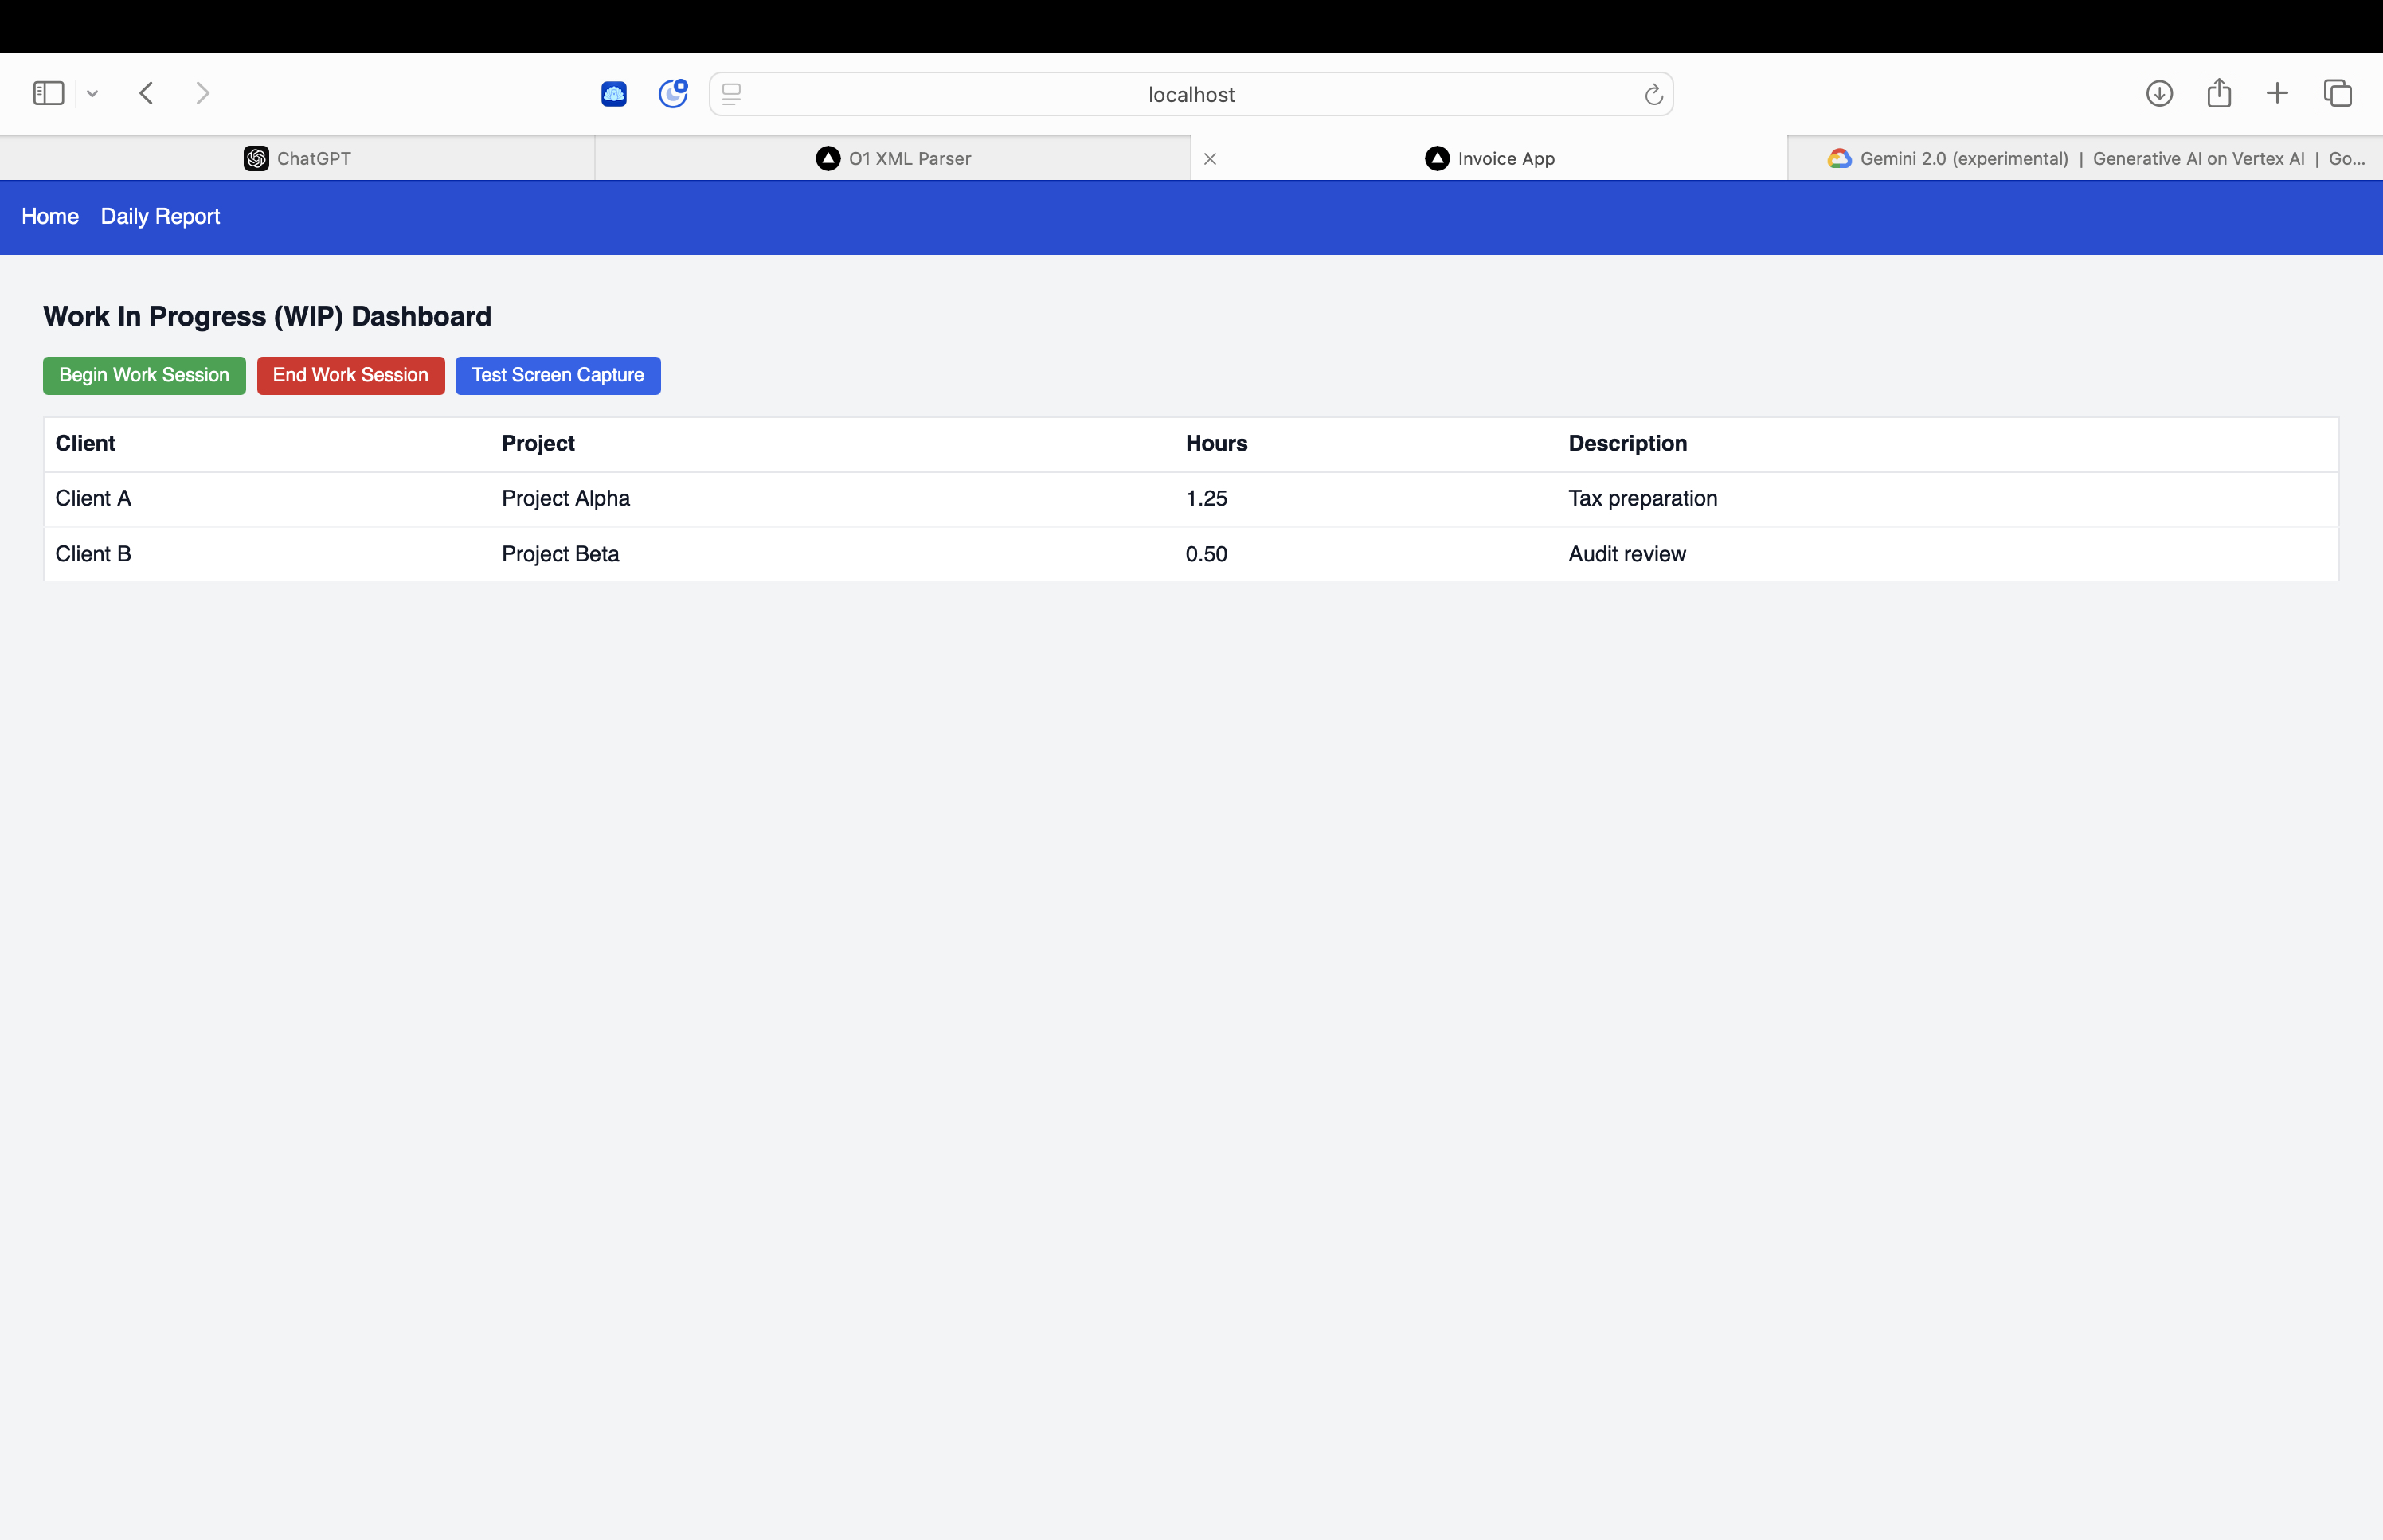 localhost
ChatGPT
O1 XML Parser
Invoice App
Gemini 2.0 (experimental) | Generative AI on Vertex AI | Go...
Home Daily Report
Work In Progress (WIP) Dashboard
Begin Work Session End Work Session Test Screen Capture
Client Project Hours Description
Client A Project Alpha 1.25 Tax preparation
Client B Project Beta 0.50 Audit review